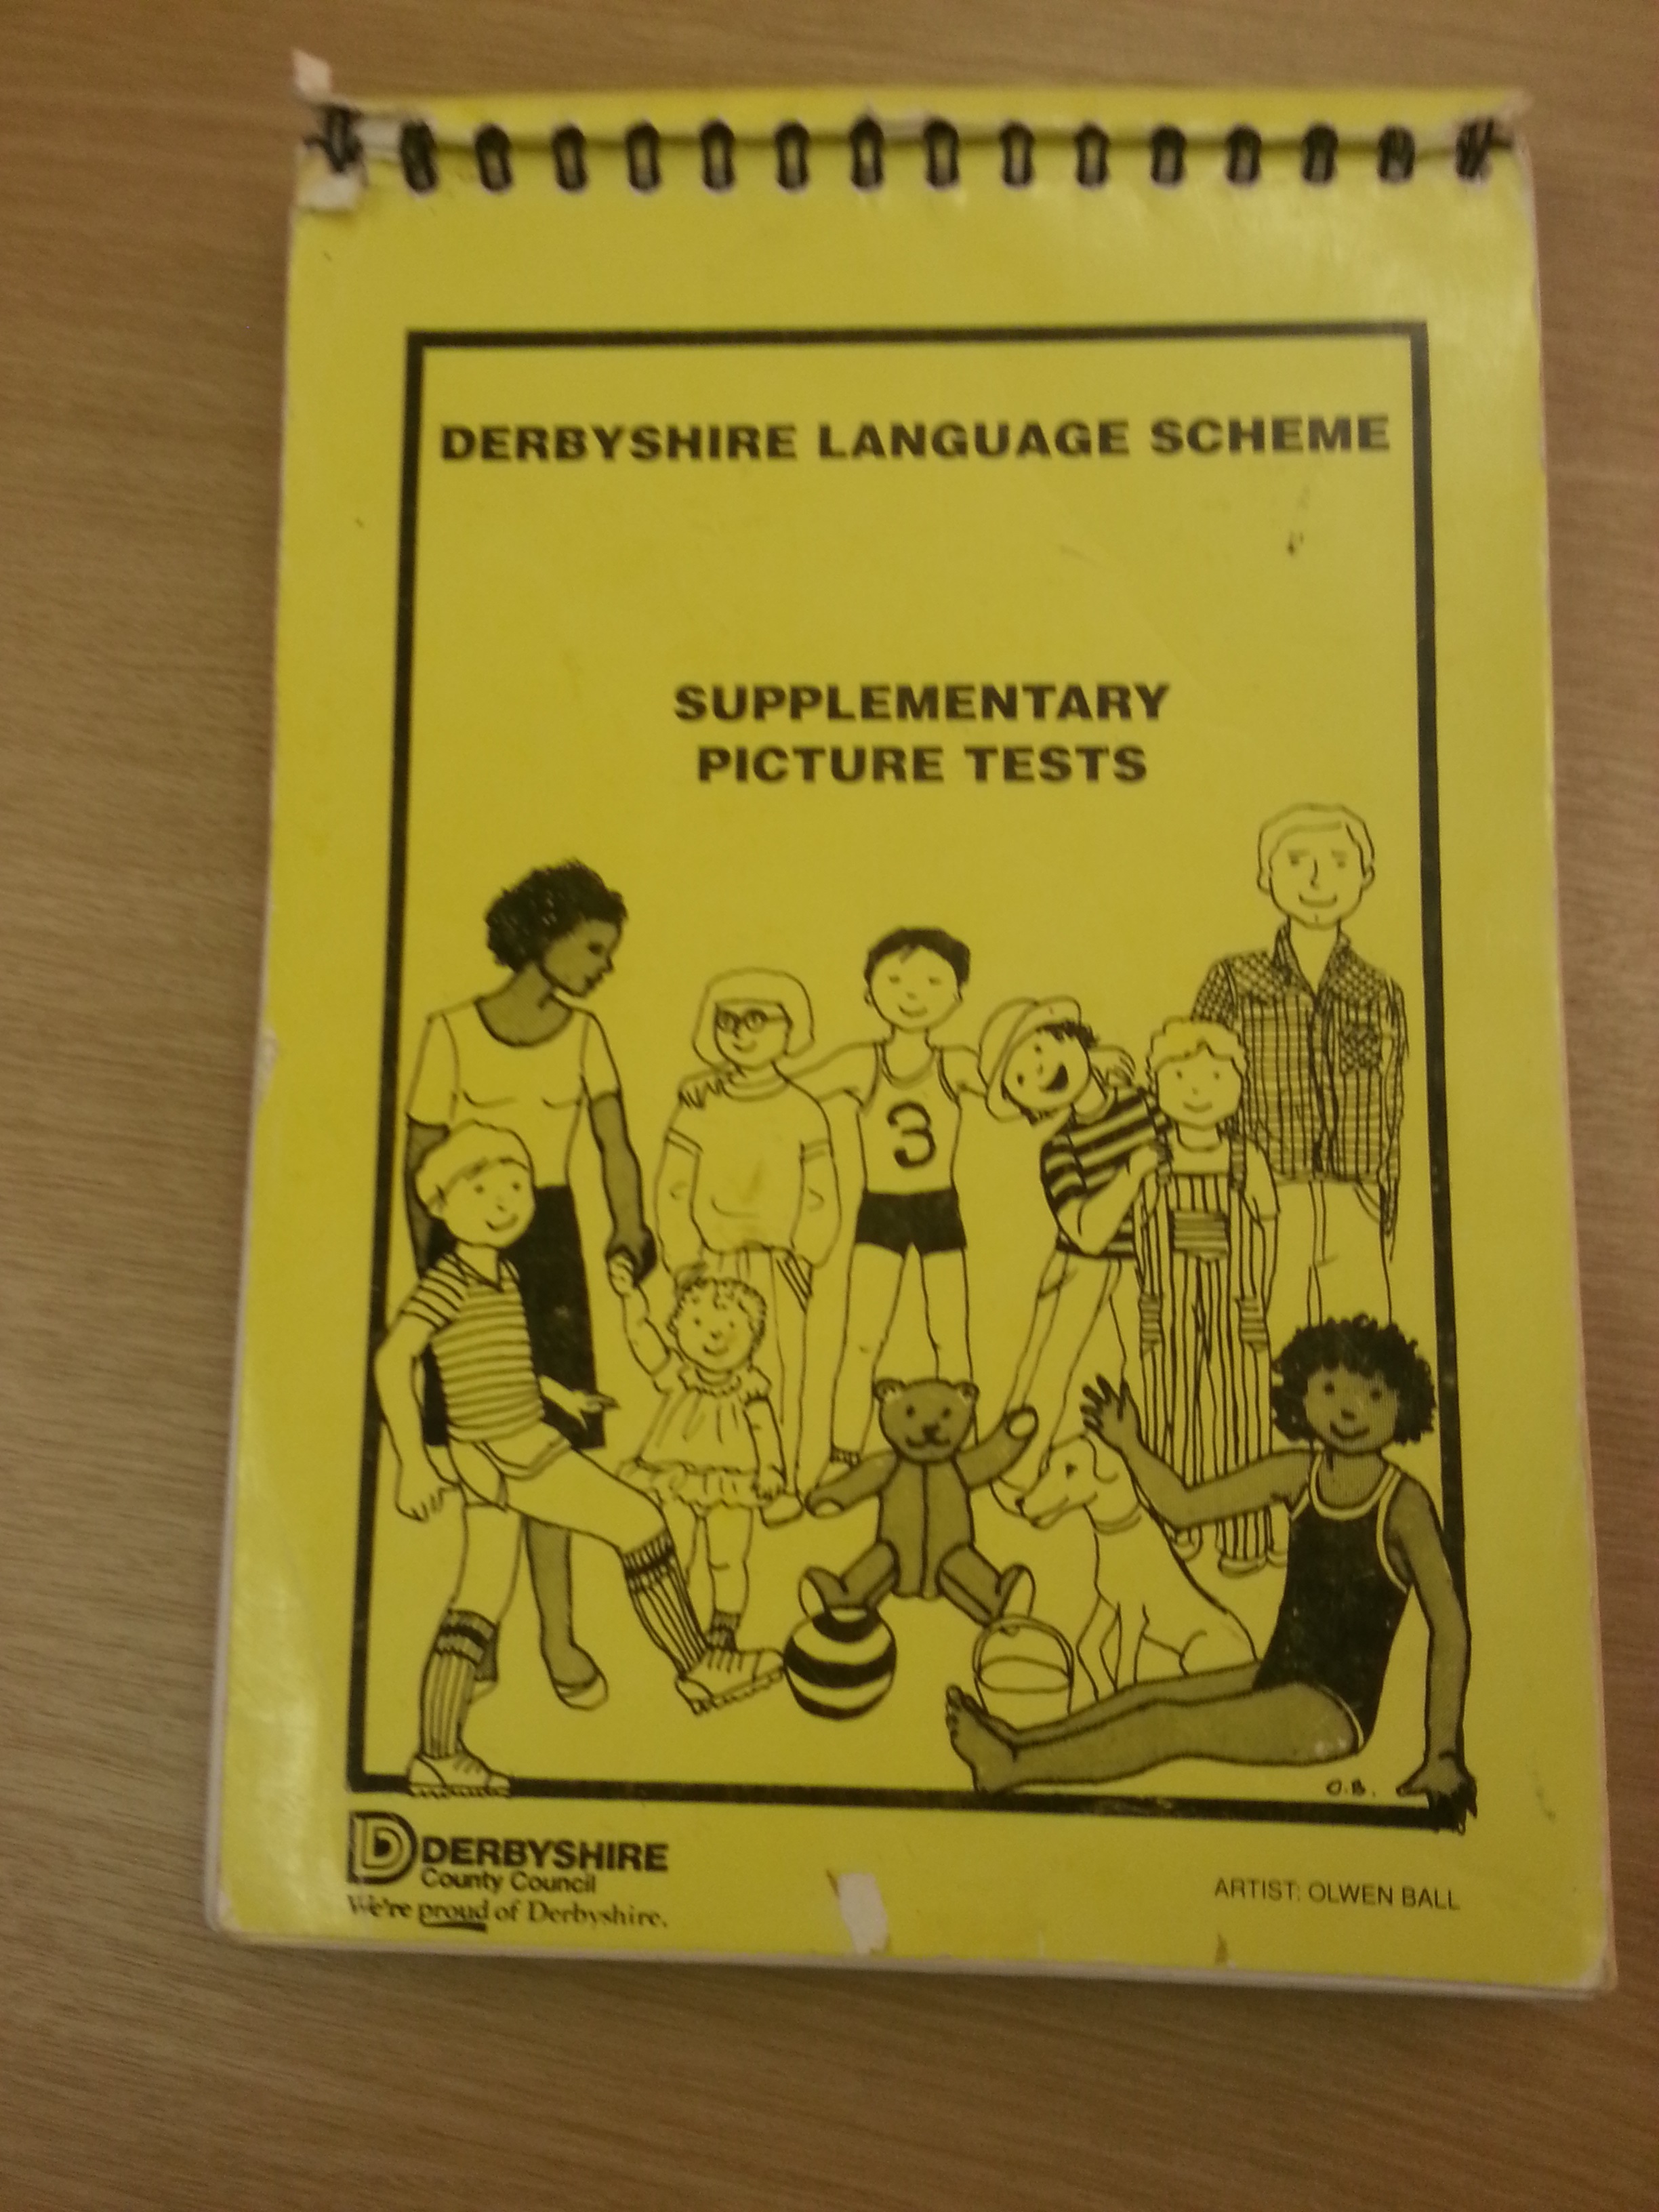 DERBYSHIRE LANGUAGE SCHEME
SUPPLEMENTARY
PICTURE TESTS
3
O.B.
D DERBYSHIRE
County Council
We're proud of Derbyshire.
ARTIST: OLWEN BALL